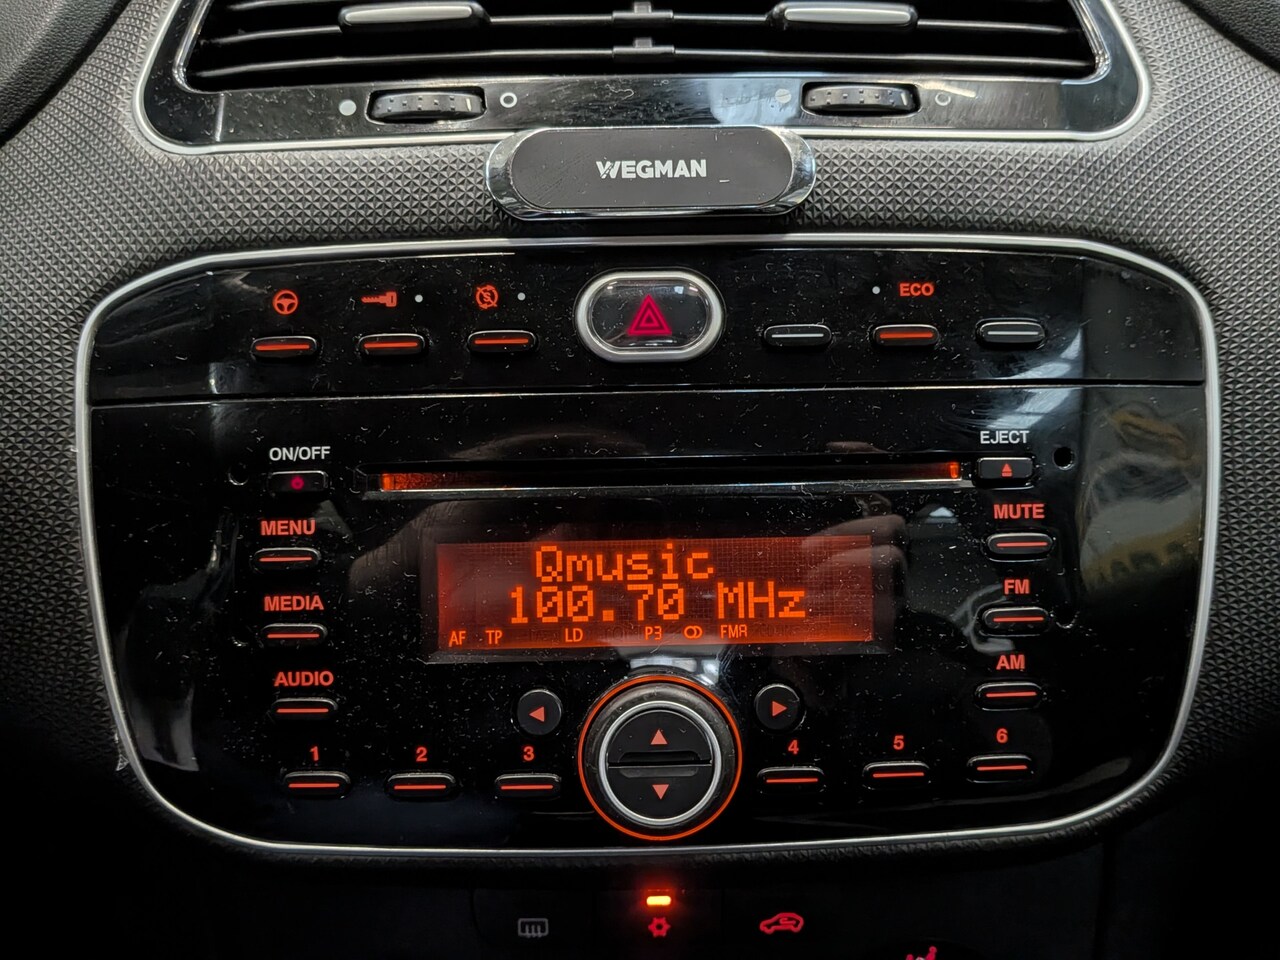 WEGMAN
ECO
ON/OFF
EJECT
MENU
MUTE
Qmusic
100.70 MHz
MEDIA
FM
AF TP LD P3 FMR
AUDIO
AM
1 2 3 4 5 6